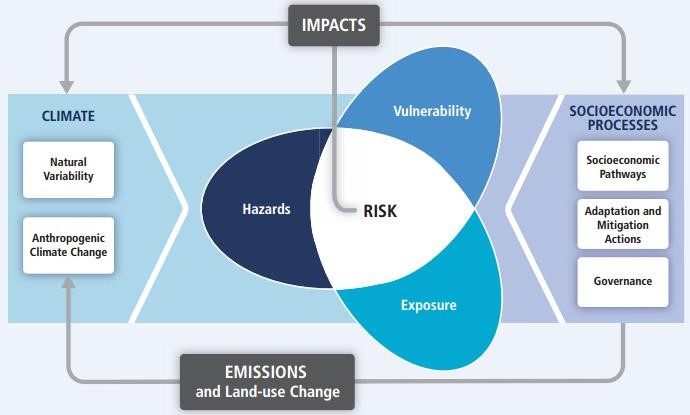 IMPACTS
CLIMATE
Natural
Variability
Anthropogenic
Climate Change
Vulnerability
Hazards
RISK
Exposure
SOCIOECONOMIC
PROCESSES
Socioeconomic
Pathways
Adaptation and
Mitigation
Actions
Governance
EMISSIONS
and Land-use Change